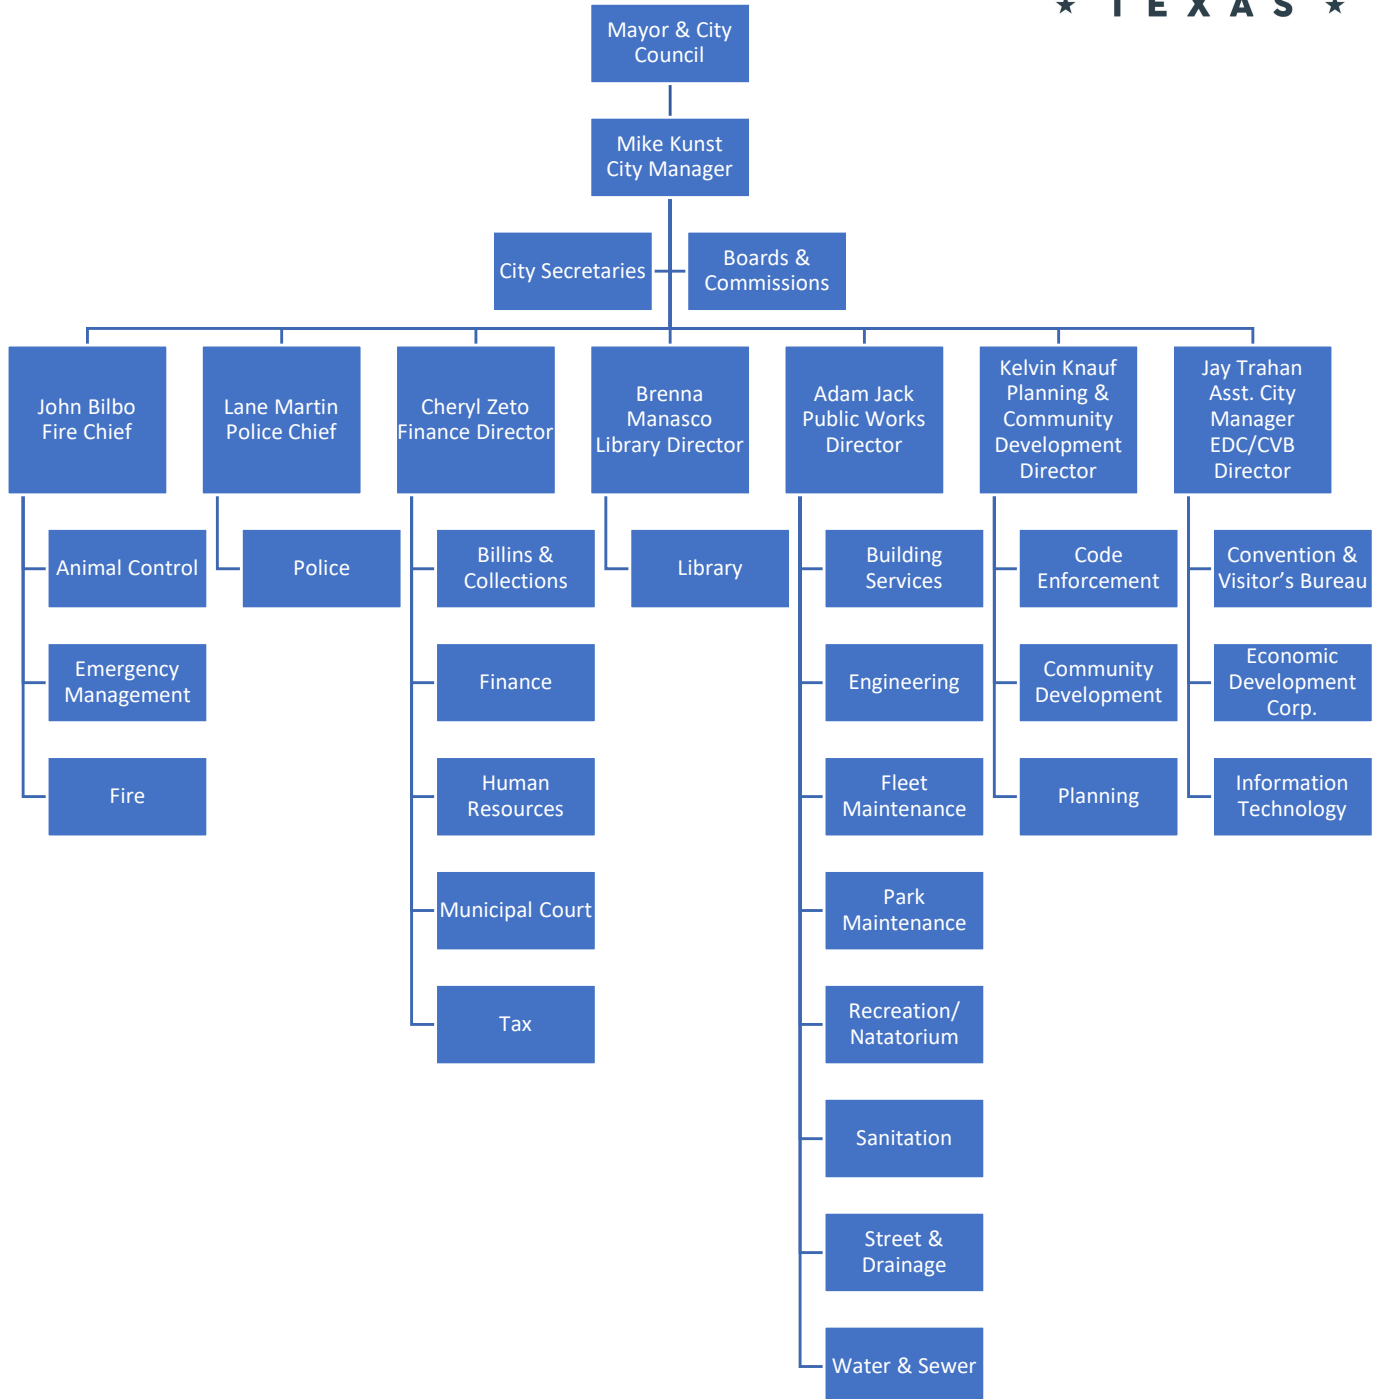 ★ TEXAS ★
Mayor & City
Council
Mike Kunst
City Manager
City Secretaries
Boards &
Commissions
John Bilbo
Fire Chief
Lane Martin
Police Chief
Cheryl Zeto
Finance Director
Brenna
Manasco
Library Director
Adam Jack
Public Works
Director
Kelvin Knauf
Planning &
Community
Development
Director
Jay Trahan
Asst. City
Manager
EDC/CVB
Director
Animal Control
Emergency
Management
Fire
Police
Billins &
Collections
Finance
Human
Resources
Municipal Court
Tax
Library
Building
Services
Engineering
Fleet
Maintenance
Park
Maintenance
Recreation/
Natatorium
Sanitation
Street &
Drainage
Water & Sewer
Code
Enforcement
Community
Development
Planning
Convention &
Visitor’s Bureau
Economic
Development
Corp.
Information
Technology